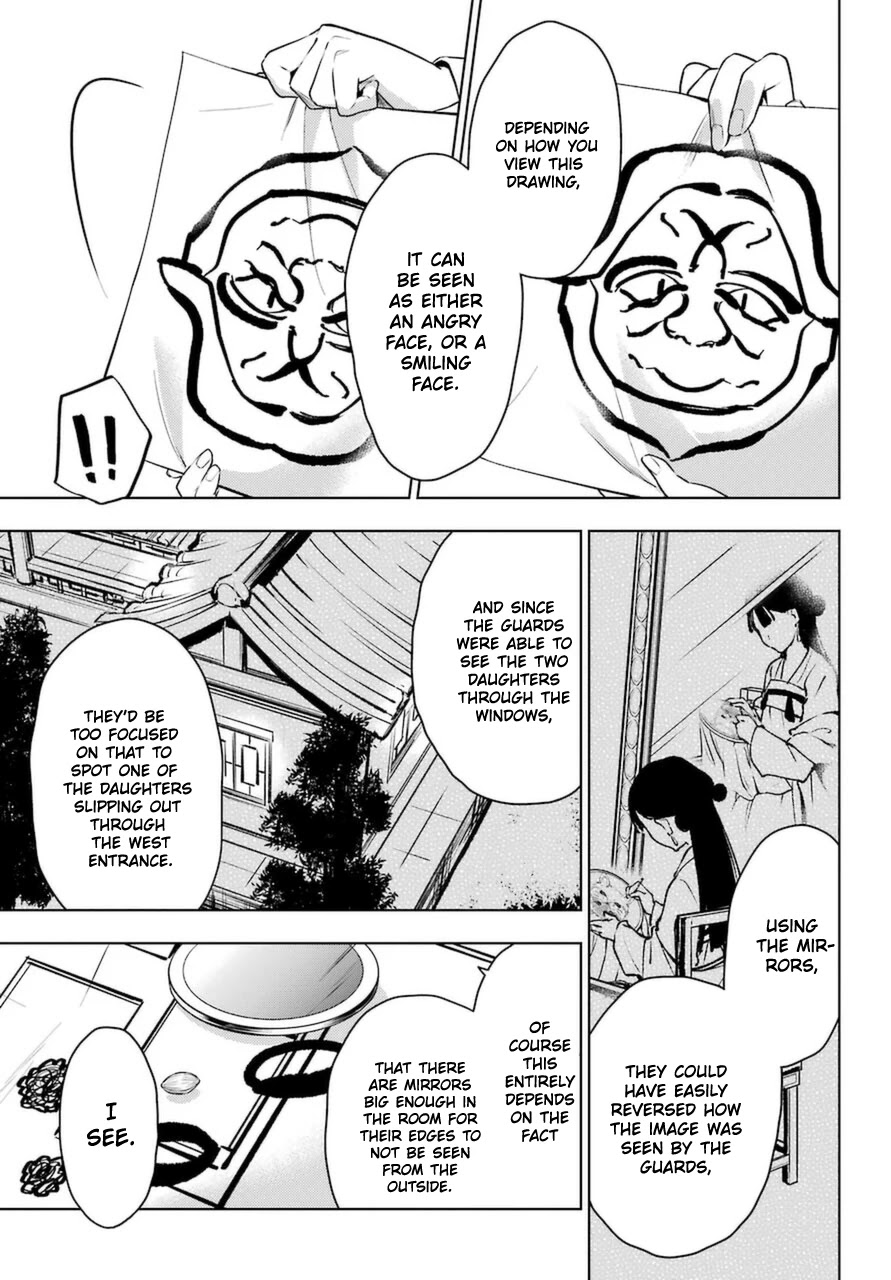 DEPENDING
ON HOW YOU
VIEW THIS
DRAWING,
IT CAN
BE SEEN
AS EITHER
AN ANGRY
FACE, OR A
SMILING
FACE.
!!
USING
THE MIR-
RORS,
THEY COULD
HAVE EASILY
REVERSED HOW
THE IMAGE WAS
SEEN BY THE
GUARDS,
AND SINCE
THE GUARDS
WERE ABLE TO
SEE THE TWO
DAUGHTERS
THROUGH THE
WINDOWS,
THEY'D BE
TOO FOCUSED
ON THAT TO
SPOT ONE OF
THE DAUGHTERS
SLIPPING OUT
THROUGH
THE WEST
ENTRANCE.
OF
COURSE
THIS
ENTIRELY
DEPENDS
ON THE
FACT
THAT THERE
ARE MIRRORS
BIG ENOUGH IN
THE ROOM FOR
THEIR EDGES TO
NOT BE SEEN
FROM THE
OUTSIDE.
I
SEE.